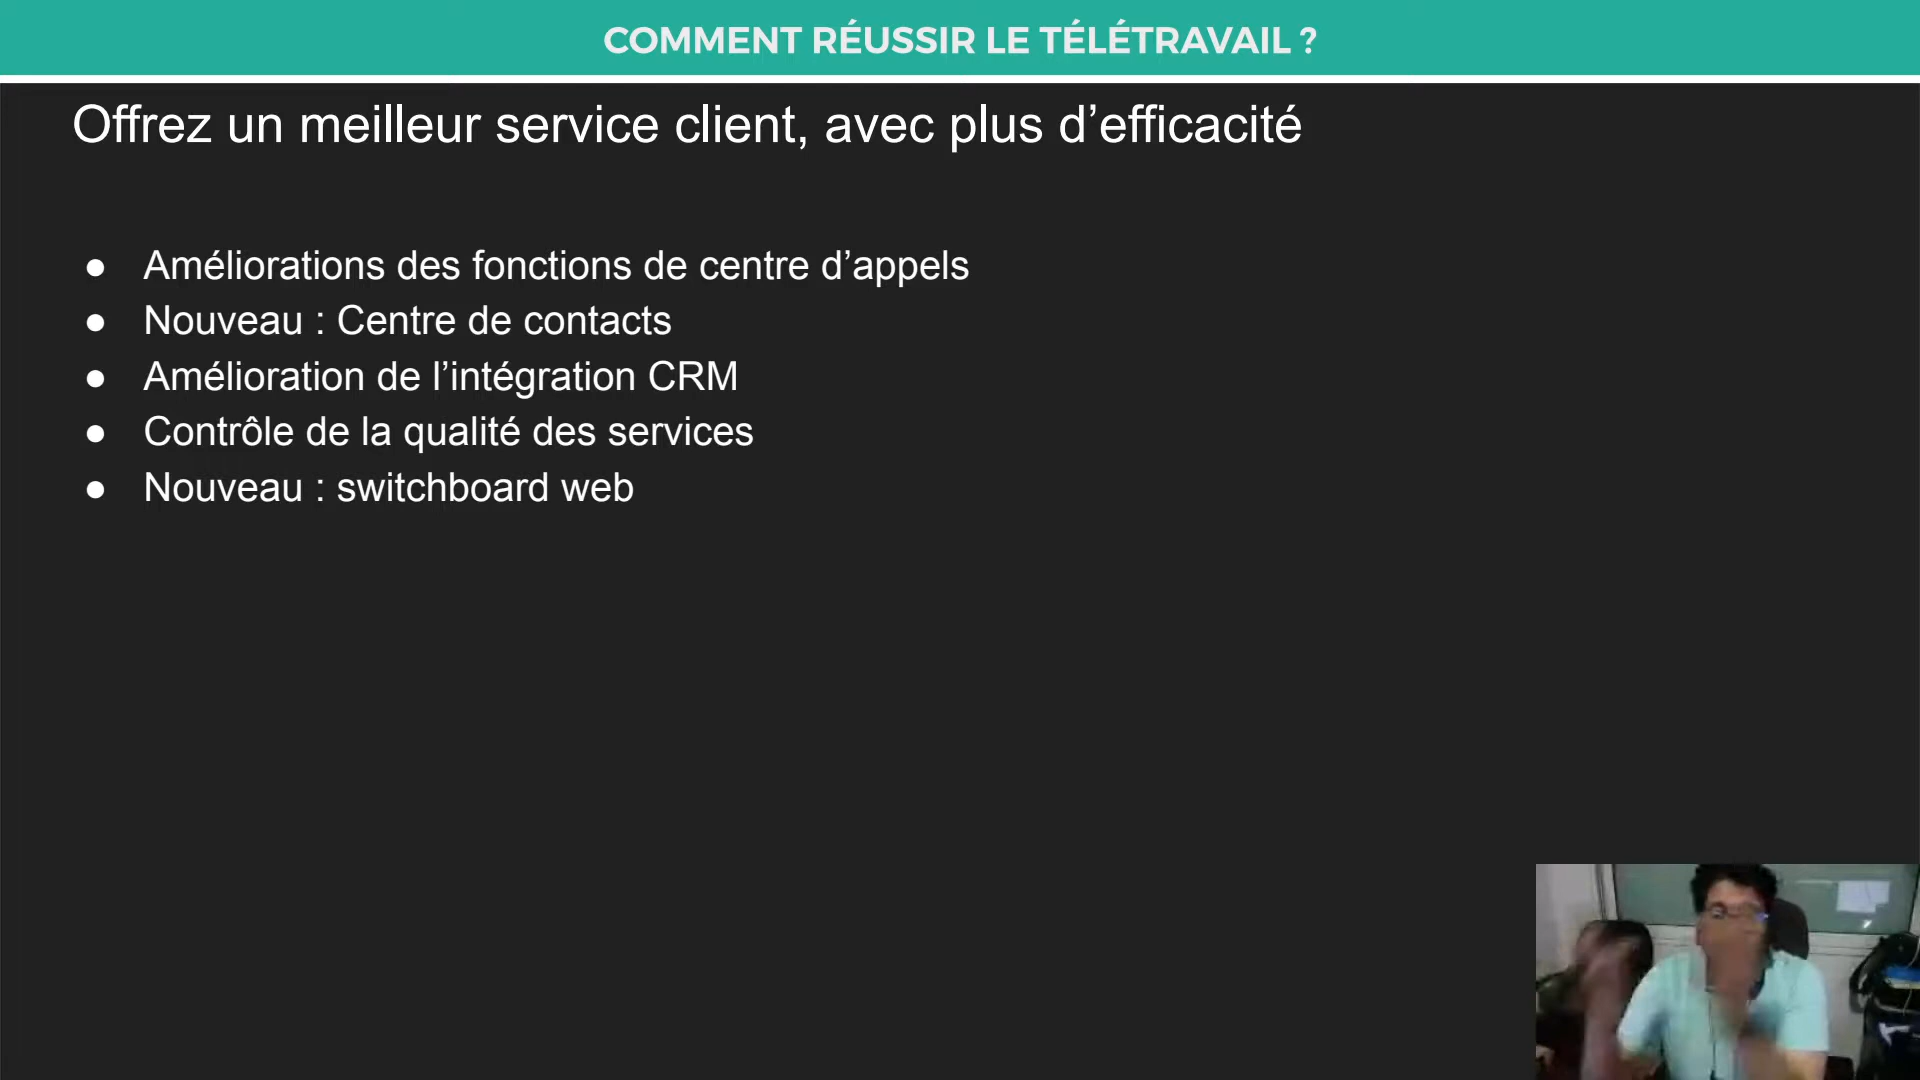 COMMENT RÉUSSIR LE TÉLÉTRAVAIL ?
Offrez un meilleur service client, avec plus d’efficacité
● Améliorations des fonctions de centre d’appels
● Nouveau : Centre de contacts
● Amélioration de l’intégration CRM
● Contrôle de la qualité des services
● Nouveau : switchboard web